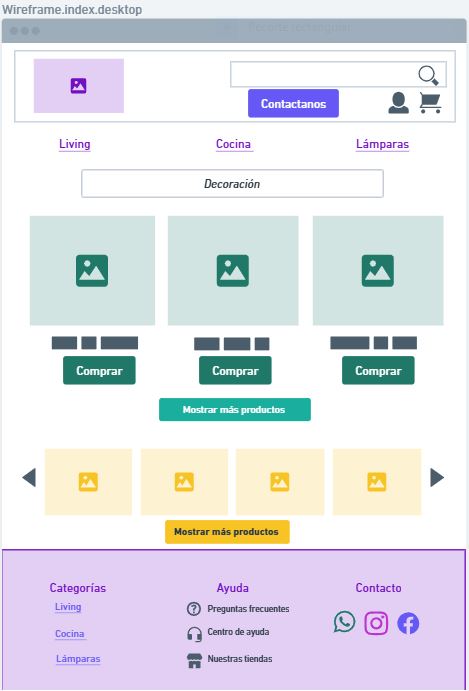 Wireframe.index.desktop
Recorte rectangular
Contactanos
Living Cocina Lámparas
Decoración
Comprar Comprar Comprar
Mostrar más productos
Mostrar más productos
Categorías Ayuda Contacto
Living Preguntas frecuentes
Cocina Centro de ayuda
Lámparas Nuestras tiendas